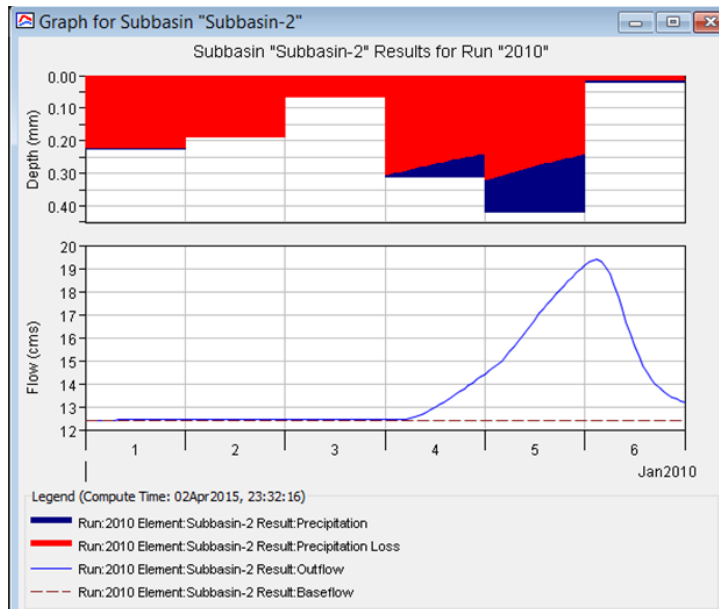 Graph for Subbasin "Subbasin-2"
Subbasin "Subbasin-2" Results for Run "2010"
0.00
0.10
0.20
0.30
0.40
Depth (mm)
20
19
18
17
16
15
14
13
12
Flow (cms)
1 2 3 4 5 6
Jan2010
Legend (Compute Time: 02Apr2015, 23:32:16)
Run:2010 Element:Subbasin-2 Result:Precipitation
Run:2010 Element:Subbasin-2 Result:Precipitation Loss
Run:2010 Element:Subbasin-2 Result:Outflow
Run:2010 Element:Subbasin-2 Result:Baseflow